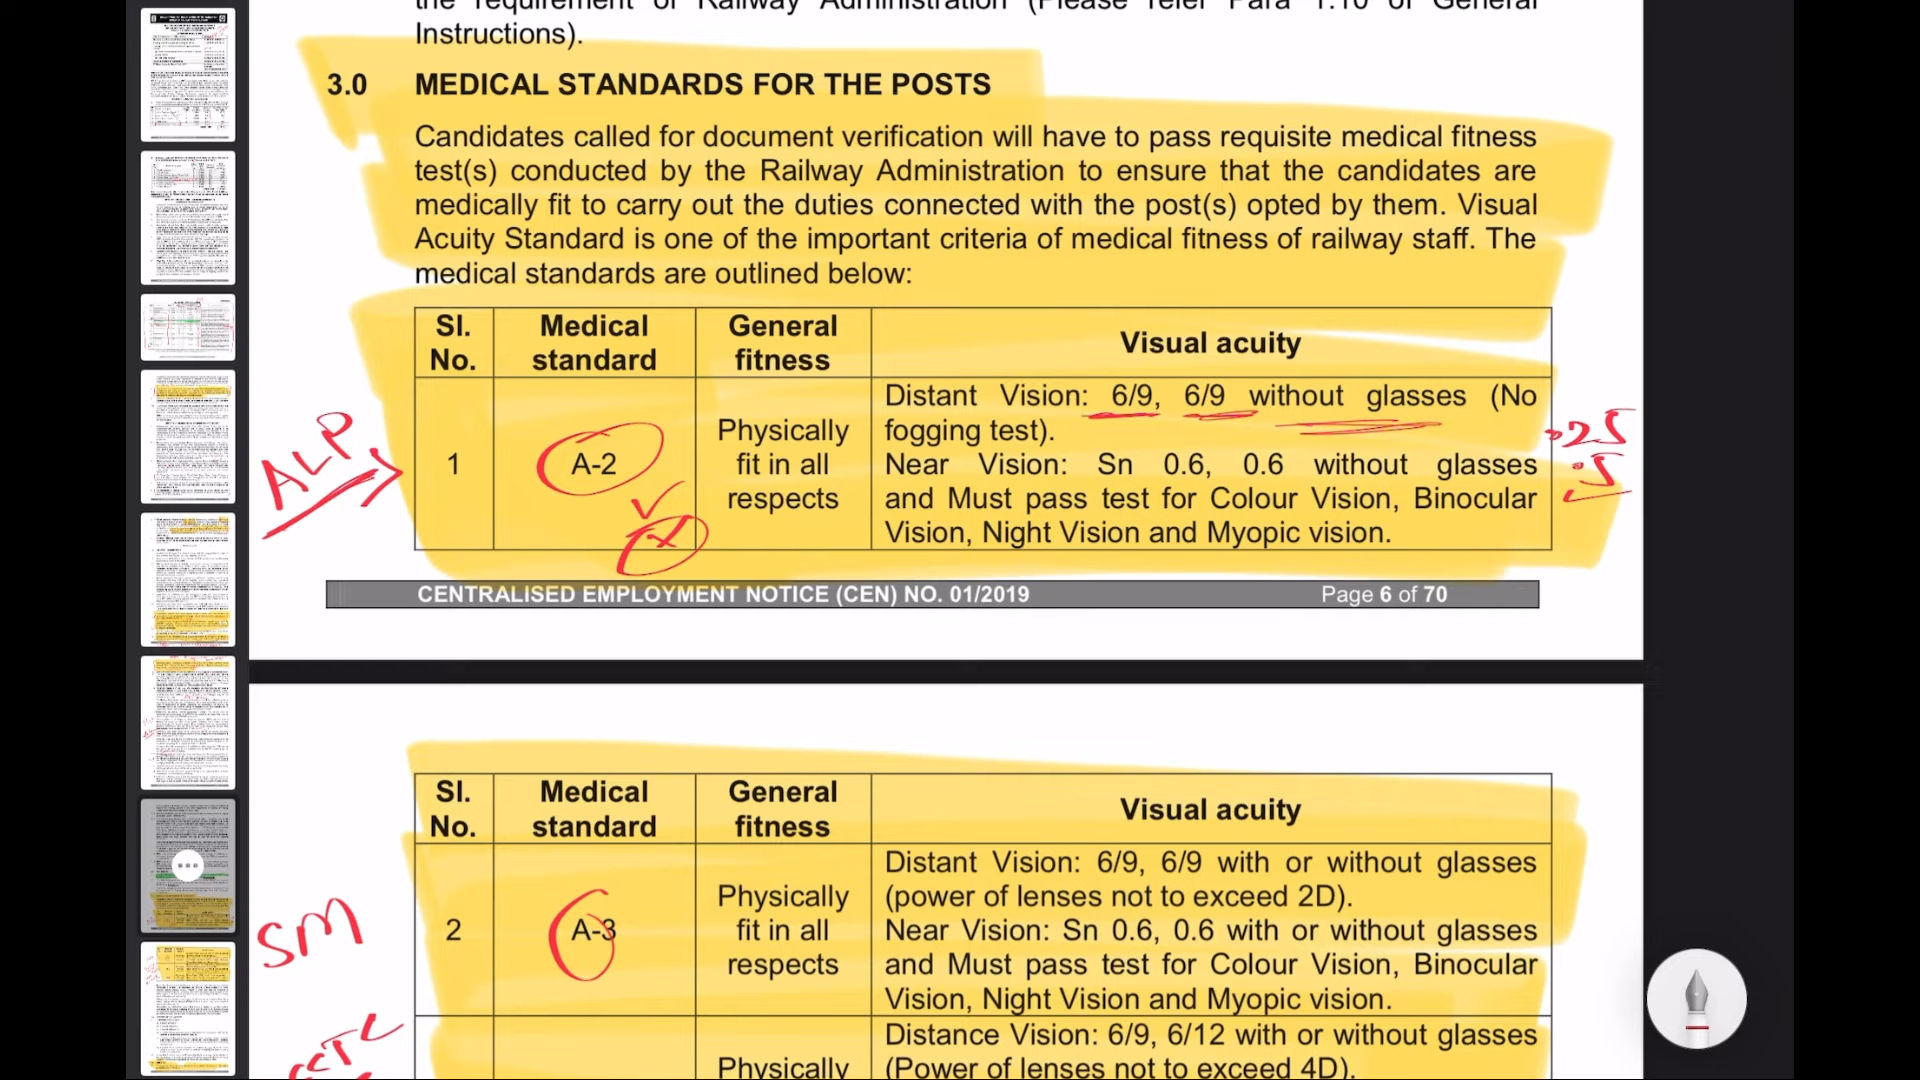 Instructions).
3.0 MEDICAL STANDARDS FOR THE POSTS
Candidates called for document verification will have to pass requisite medical fitness
test(s) conducted by the Railway Administration to ensure that the candidates are
medically fit to carry out the duties connected with the post(s) opted by them. Visual
Acuity Standard is one of the important criteria of medical fitness of railway staff. The
medical standards are outlined below:
Sl. No. Medical standard General fitness Visual acuity
ALP
1 A-2 Physically fit in all respects
Distant Vision: 6/9, 6/9 without glasses (No
fogging test).
Near Vision: Sn 0.6, 0.6 without glasses
and Must pass test for Colour Vision, Binocular
Vision, Night Vision and Myopic vision.
.25
.5
CENTRALISED EMPLOYMENT NOTICE (CEN) NO. 01/2019 Page 6 of 70
Sl. No. Medical standard General fitness Visual acuity
SM
2 A-3 Physically fit in all respects
Distant Vision: 6/9, 6/9 with or without glasses
(power of lenses not to exceed 2D).
Near Vision: Sn 0.6, 0.6 with or without glasses
and Must pass test for Colour Vision, Binocular
Vision, Night Vision and Myopic vision.
Distance Vision: 6/9, 6/12 with or without glasses
Physically (Power of lenses not to exceed 4D).